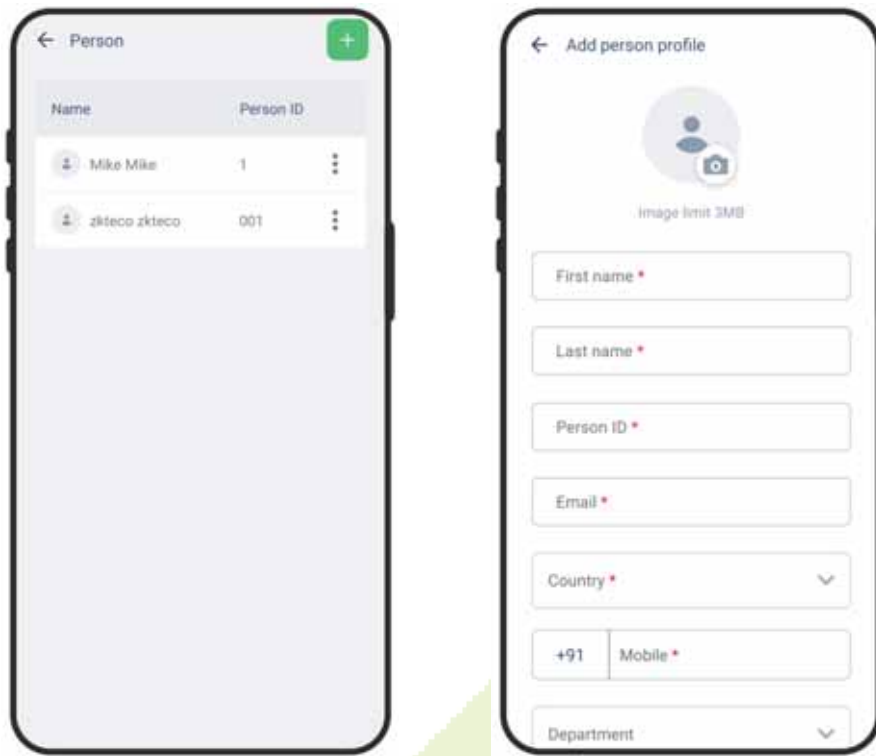 Person
+
Name Person ID
Mike Mike 1
zkteco zkteco 001
Add person profile
Image limit 3MB
First name *
Last name *
Person ID *
Email *
Country *
+91 Mobile *
Department